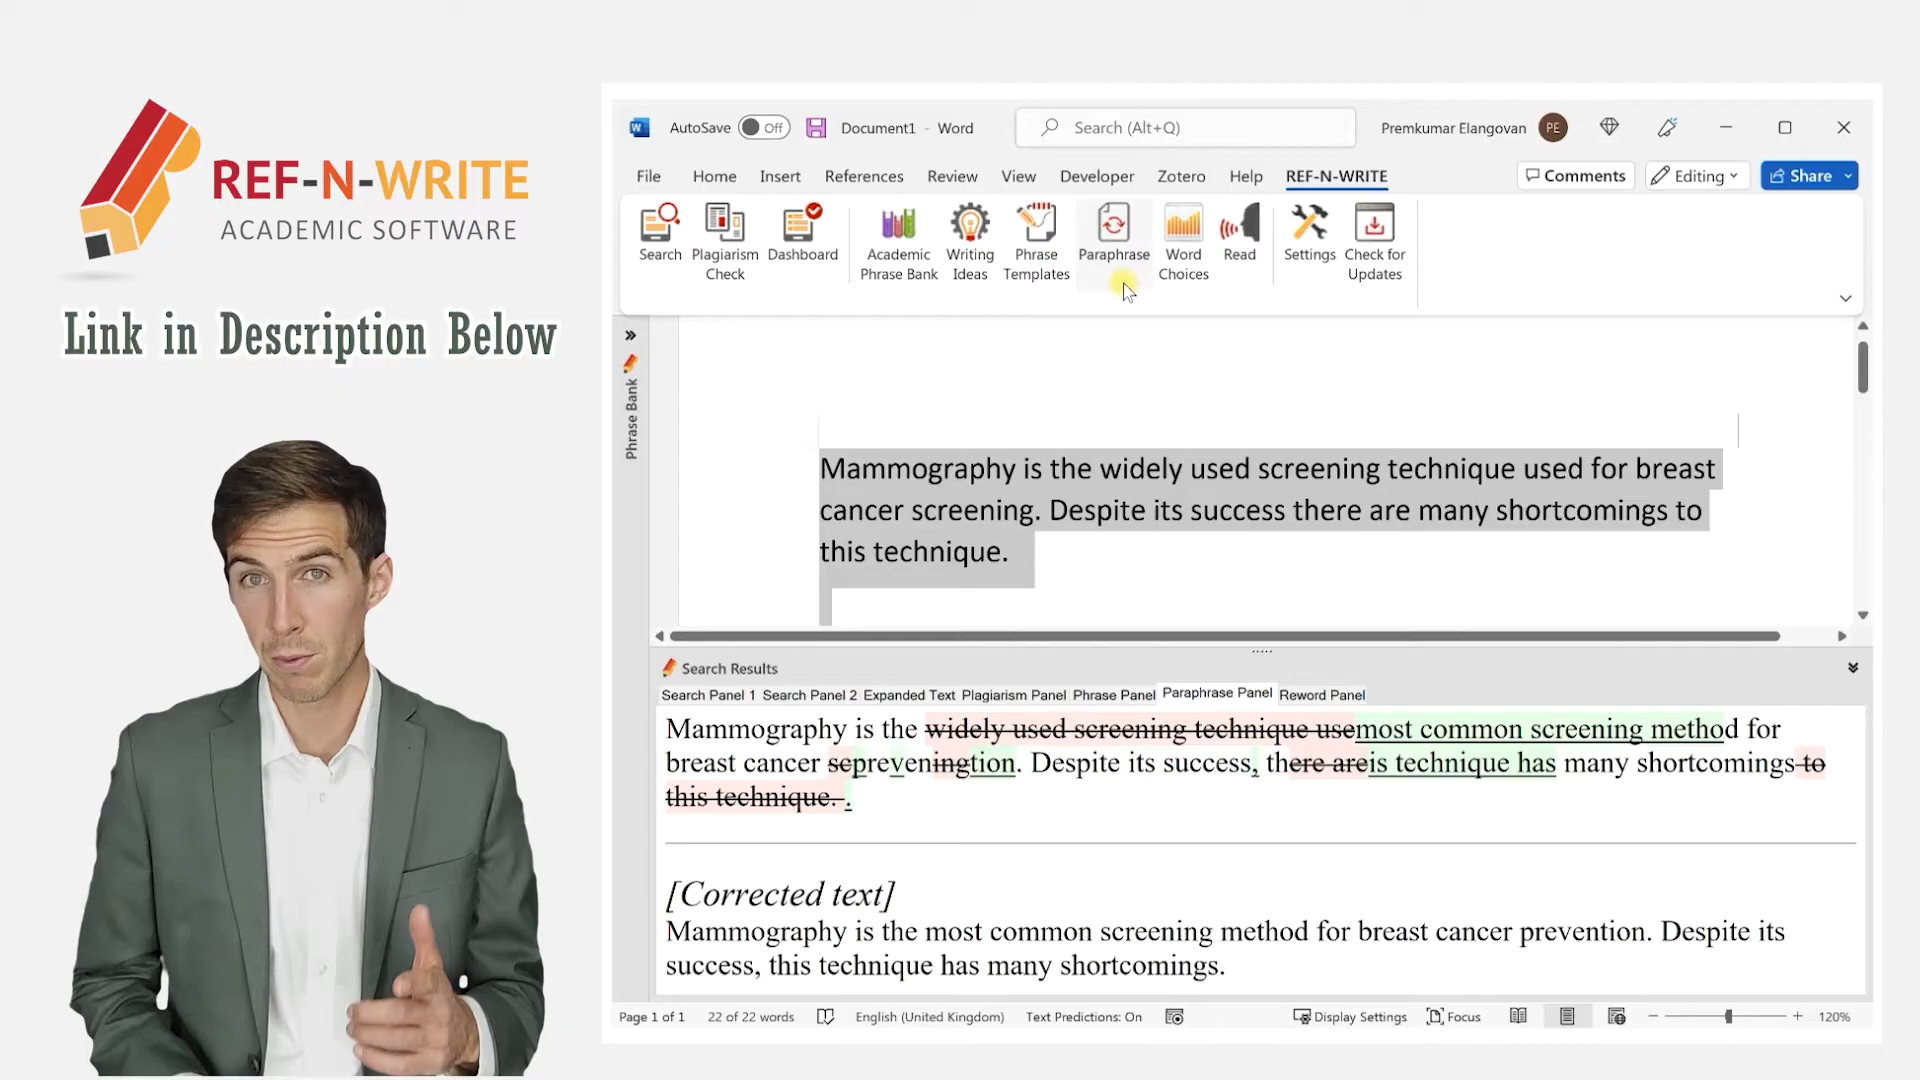 REF-N-WRITE
ACADEMIC SOFTWARE
Link in Description Below
AutoSave Off Document1 - Word Search (Alt+Q) Premkumar Elangovan PE
File Home Insert References Review View Developer Zotero Help REF-N-WRITE Comments Editing Share
Search Plagiarism Check Dashboard Academic Phrase Bank Writing Ideas Phrase Templates Paraphrase Word Choices Read Settings Check for Updates
Phrase Bank
Mammography is the widely used screening technique used for breast
cancer screening. Despite its success there are many shortcomings to
this technique.
Search Results
Search Panel 1 Search Panel 2 Expanded Text Plagiarism Panel Phrase Panel Paraphrase Panel Reword Panel
Mammography is the widely used screening technique usemost common screening method for
breast cancer scpreveningtion. Despite its success, there areis technique has many shortcomings to
this technique. .
[Corrected text]
Mammography is the most common screening method for breast cancer prevention. Despite its
success, this technique has many shortcomings.
Page 1 of 1 22 of 22 words English (United Kingdom) Text Predictions: On Display Settings Focus 120%